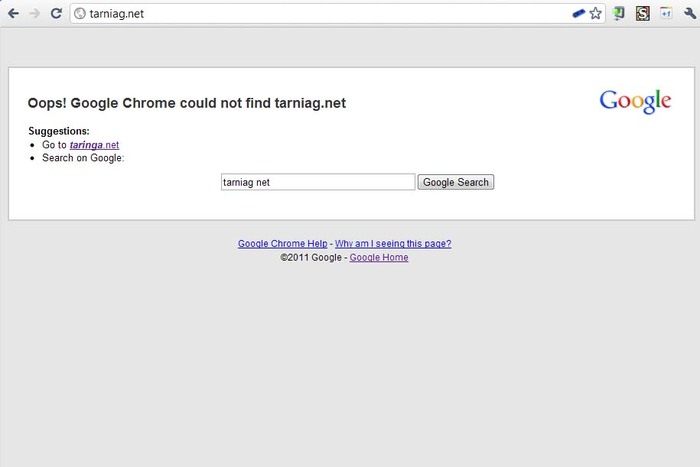 tarniag.net
+1
Google
Oops! Google Chrome could not find tarniag.net
Suggestions:
Go to taringa.net
Search on Google:
tarniag net Google Search
Google Chrome Help - Why am I seeing this page?
©2011 Google - Google Home